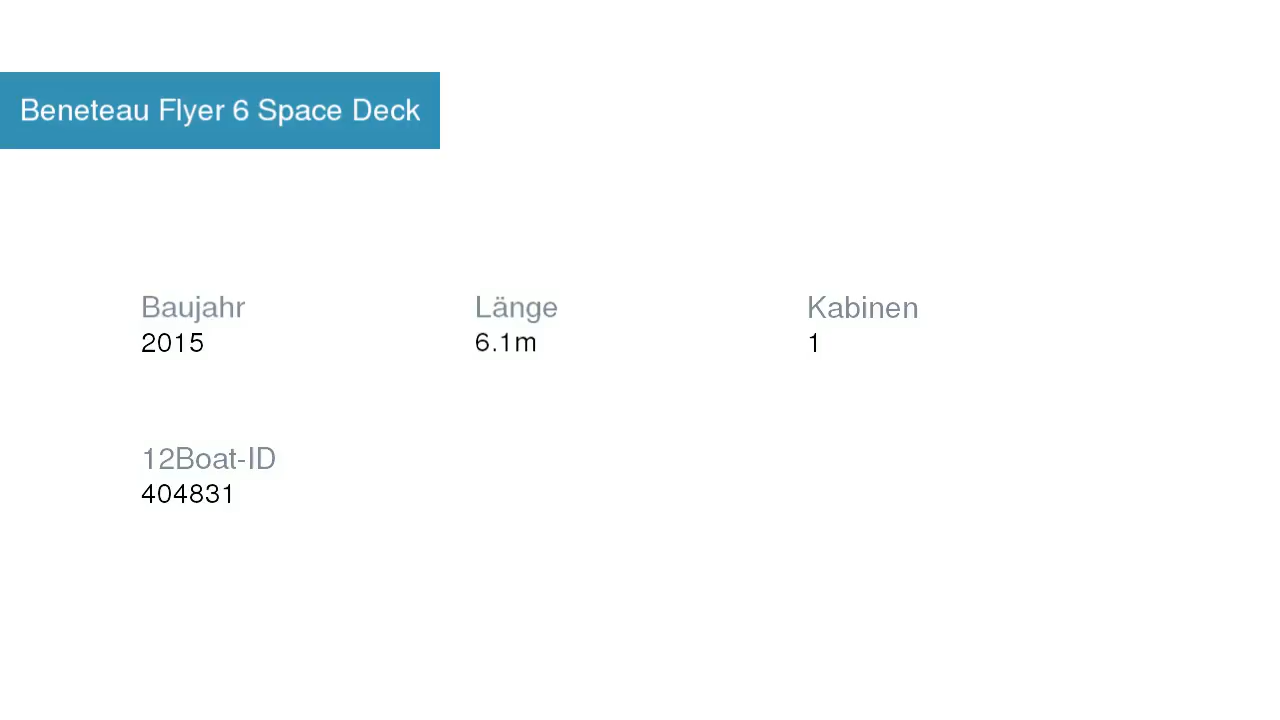 Beneteau Flyer 6 Space Deck
Baujahr
2015
Länge
6.1m
Kabinen
1
12Boat-ID
404831